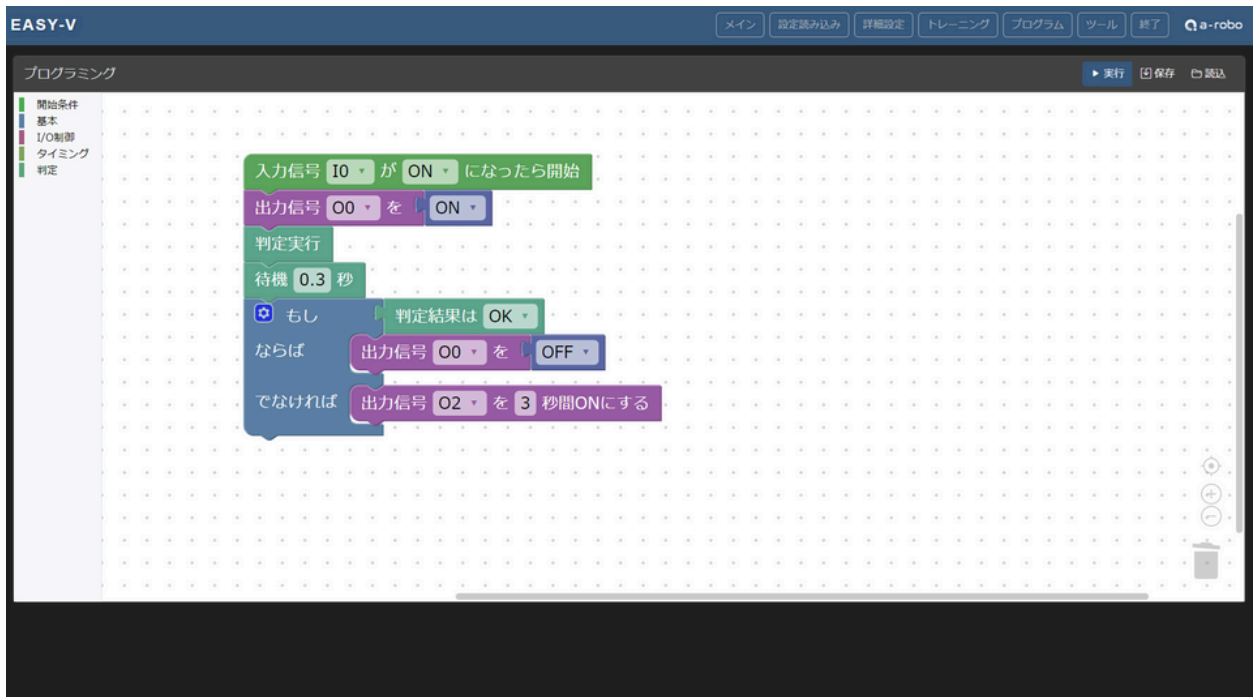 EASY-V
メイン 設定読み込み 詳細設定 トレーニング プログラム ツール 終了 a-robo
プログラミング
実行 保存 読込
開始条件
基本
I/O制御
タイミング
判定
入力信号 I0 が ON になったら開始
出力信号 O0 を ON
判定実行
待機 0.3 秒
もし 判定結果は OK
ならば 出力信号 O0 を OFF
でなければ 出力信号 O2 を 3 秒間ONにする